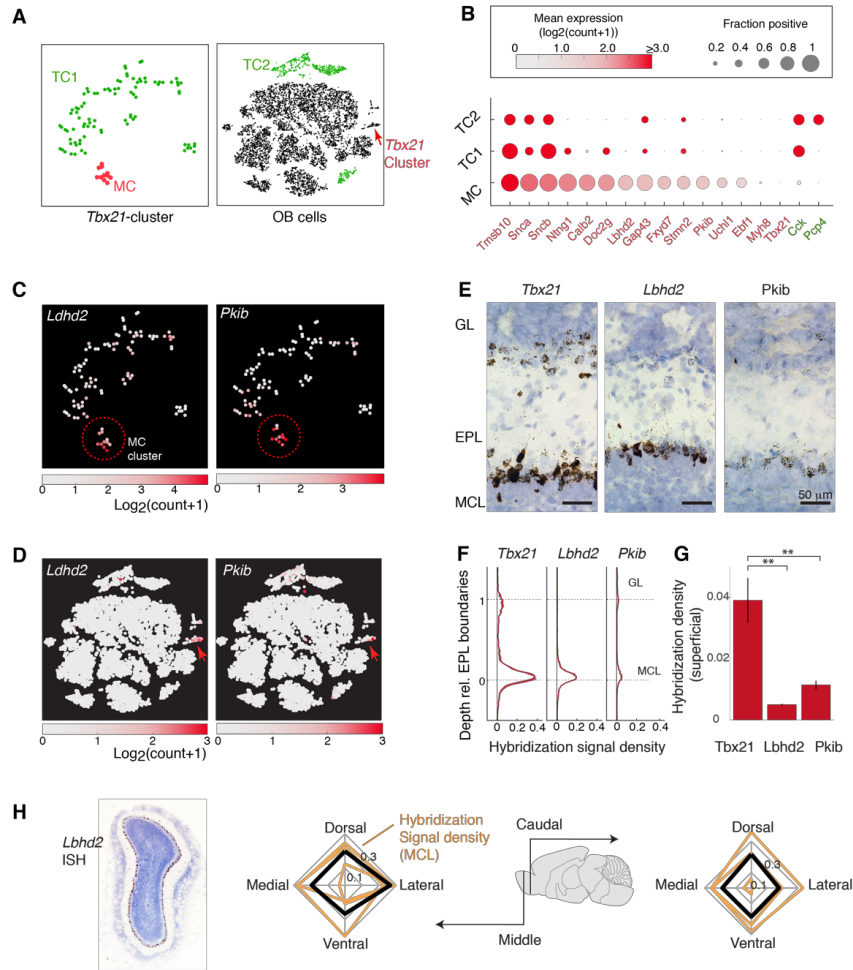 A
TC1
MC
Tbx21-cluster
TC2
Tbx21
Cluster
OB cells
B
Mean expression
(log2(count+1))
0 1.0 2.0 ≥3.0
Fraction positive
0.2 0.4 0.6 0.8 1
TC2
TC1
MC
Tmsb10 Snca Sncb Ntng1 Calb2 Doc2g Lbhd2 Gap43 Fxyd7 Stmn2 Pkib Uchl1 Ebf1 Myh8 Tbx21 Cck Pcp4
C
Ldhd2
MC
cluster
0 1 2 3 4
Log2(count+1)
Pkib
0 1 2 3
D
Ldhd2
0 1 2 3
Log2(count+1)
Pkib
0 1 2 3
E
Tbx21 Lbhd2 Pkib
GL
EPL
MCL
50 μm
F
Tbx21 Lbhd2 Pkib
Depth rel. EPL boundaries
1
0
GL
MCL
0 0.2 0.4 0 0.2 0.4 0 0.2 0.4
Hybridization signal density
G
** **
Hybridization density
(superficial)
0.04
0.02
0
Tbx21 Lbhd2 Pkib
H
Lbhd2
ISH
Dorsal
Medial
Lateral
Ventral
0.3
0.1
Hybridization
Signal density
(MCL)
Caudal
Middle
Dorsal
Medial
Lateral
Ventral
0.3
0.1